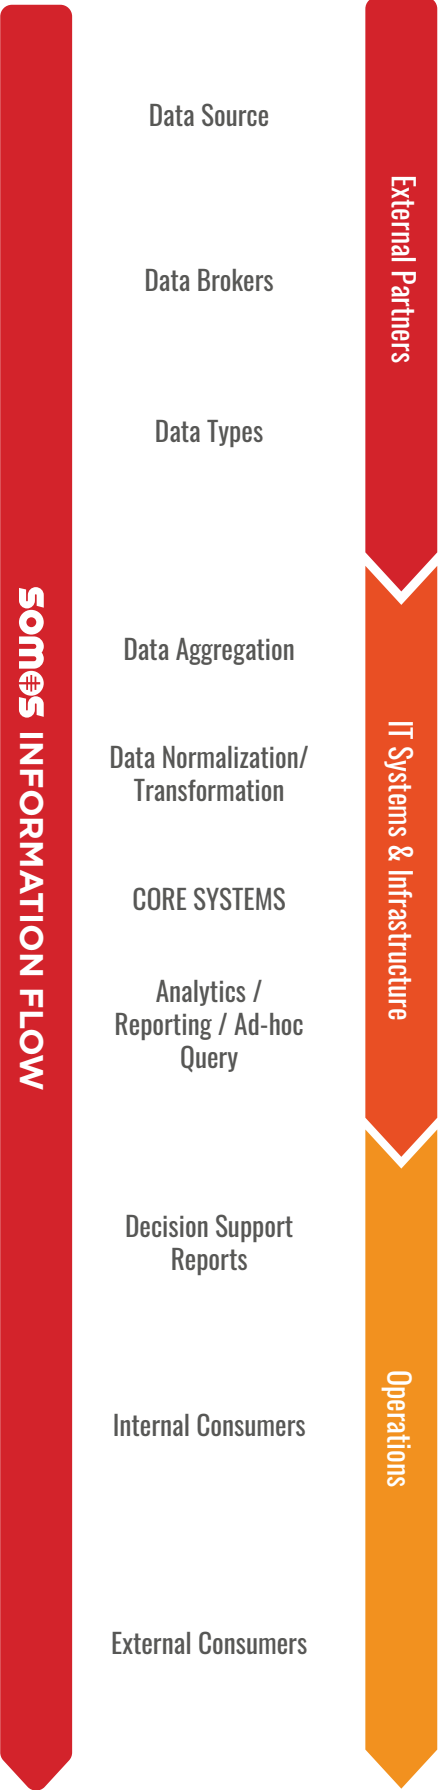 somos INFORMATION FLOW
Data Source
Data Brokers
Data Types
External Partners
Data Aggregation
Data Normalization/
Transformation
CORE SYSTEMS
Analytics /
Reporting / Ad-hoc
Query
IT Systems & Infrastructure
Decision Support
Reports
Internal Consumers
External Consumers
Operations